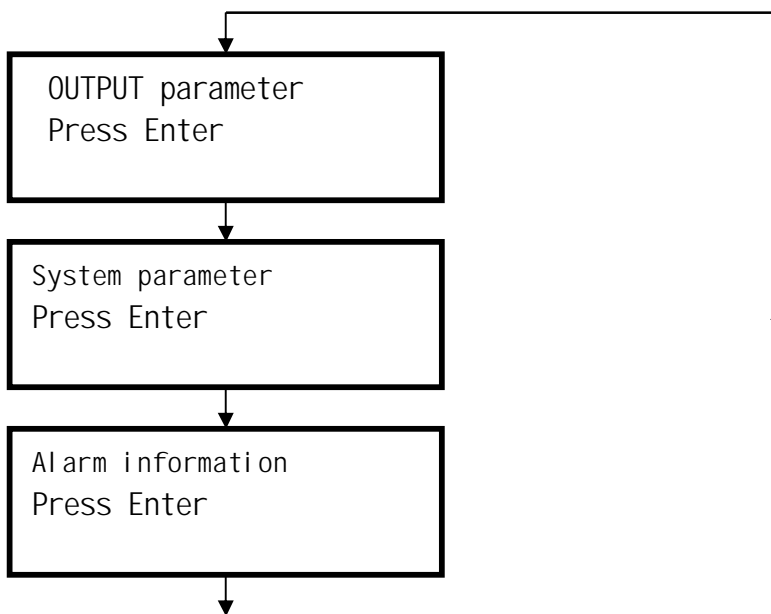 OUTPUT parameter
Press Enter
System parameter
Press Enter
Alarm information
Press Enter